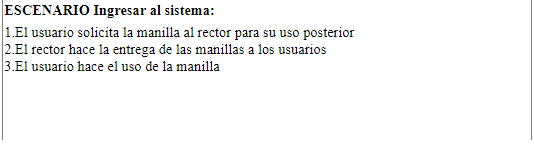 ESCENARIO Ingresar al sistema:
1.El usuario solicita la manilla al rector para su uso posterior
2.El rector hace la entrega de las manillas a los usuarios
3.El usuario hace el uso de la manilla